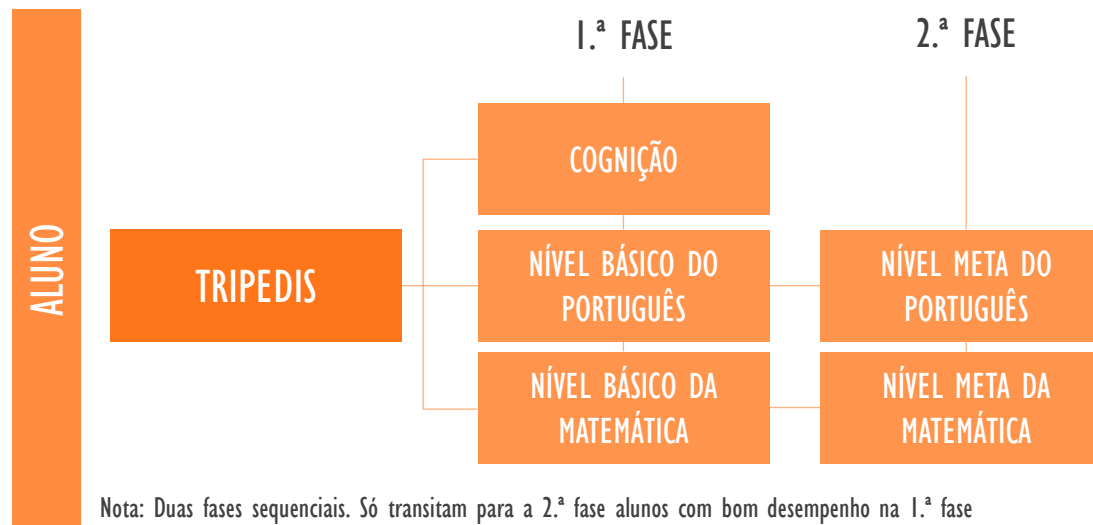 1.ª FASE
2.ª FASE
ALUNO
TRIPEDIS
COGNIÇÃO
NÍVEL BÁSICO DO
PORTUGUÊS
NÍVEL META DO
PORTUGUÊS
NÍVEL BÁSICO DA
MATEMÁTICA
NÍVEL META DA
MATEMÁTICA
Nota: Duas fases sequenciais. Só transitam para a 2.ª fase alunos com bom desempenho na 1.ª fase